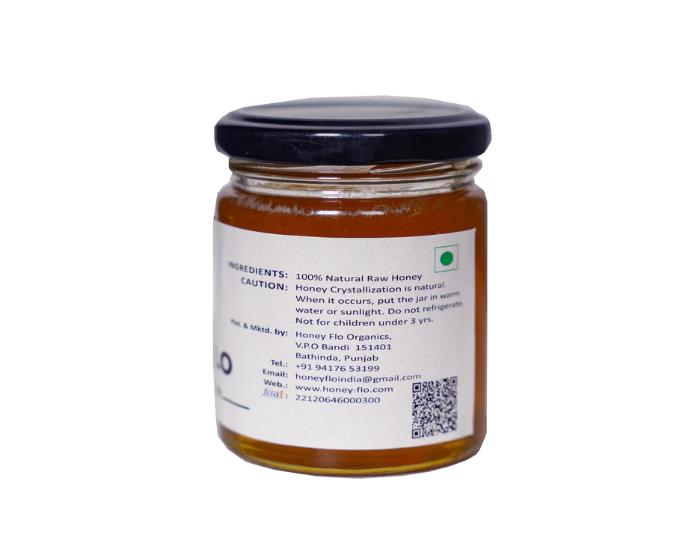 INGREDIENTS: 100% Natural Raw Honey
CAUTION: Honey Crystallization is natural.
When it occurs, put the jar in warm
water or sunlight. Do not refrigerate.
Not for children under 3 yrs.
Pkd. & Mktd. by: Honey Flo Organics,
V.P.O Bandi 151401
Bathinda, Punjab
Tel.: +91 94176 53199
Email: honeyfloindia@gmail.com
Web.: www.honey-flo.com
fssai : 22120646000300
LO